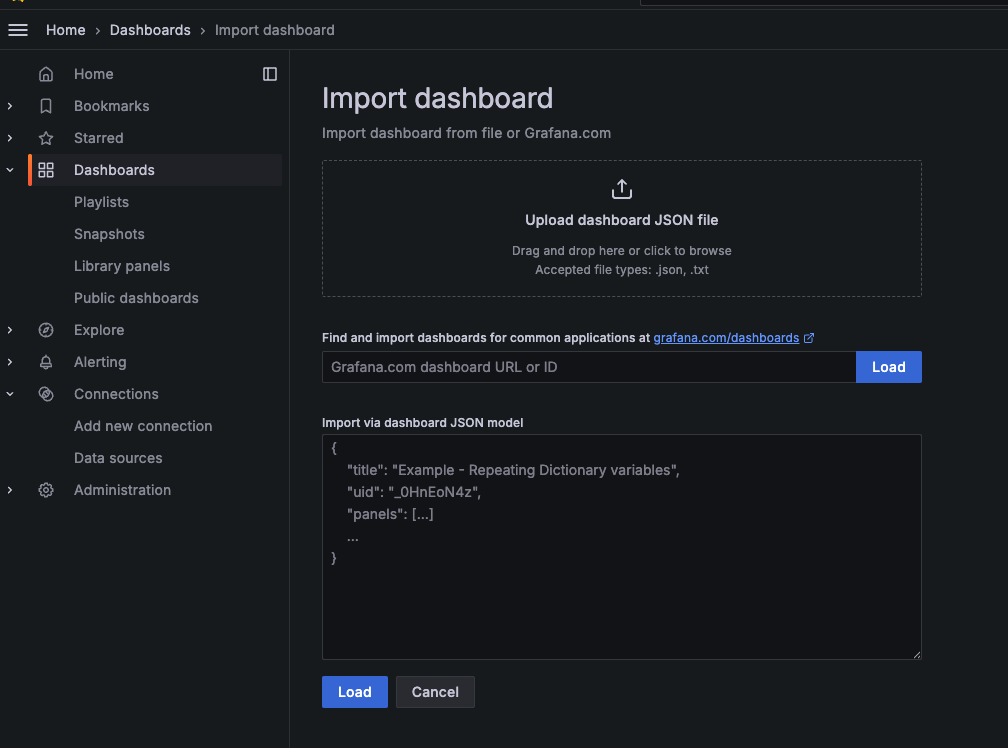 Home › Dashboards › Import dashboard
Home
Bookmarks
Starred
Dashboards
Playlists
Snapshots
Library panels
Public dashboards
Explore
Alerting
Connections
Add new connection
Data sources
Administration
Import dashboard
Import dashboard from file or Grafana.com
Upload dashboard JSON file
Drag and drop here or click to browse
Accepted file types: .json, .txt
Find and import dashboards for common applications at grafana.com/dashboards
Grafana.com dashboard URL or ID
Load
Import via dashboard JSON model
{
"title": "Example - Repeating Dictionary variables",
"uid": "_0HnEoN4z",
"panels": [...]
...
}
Load
Cancel